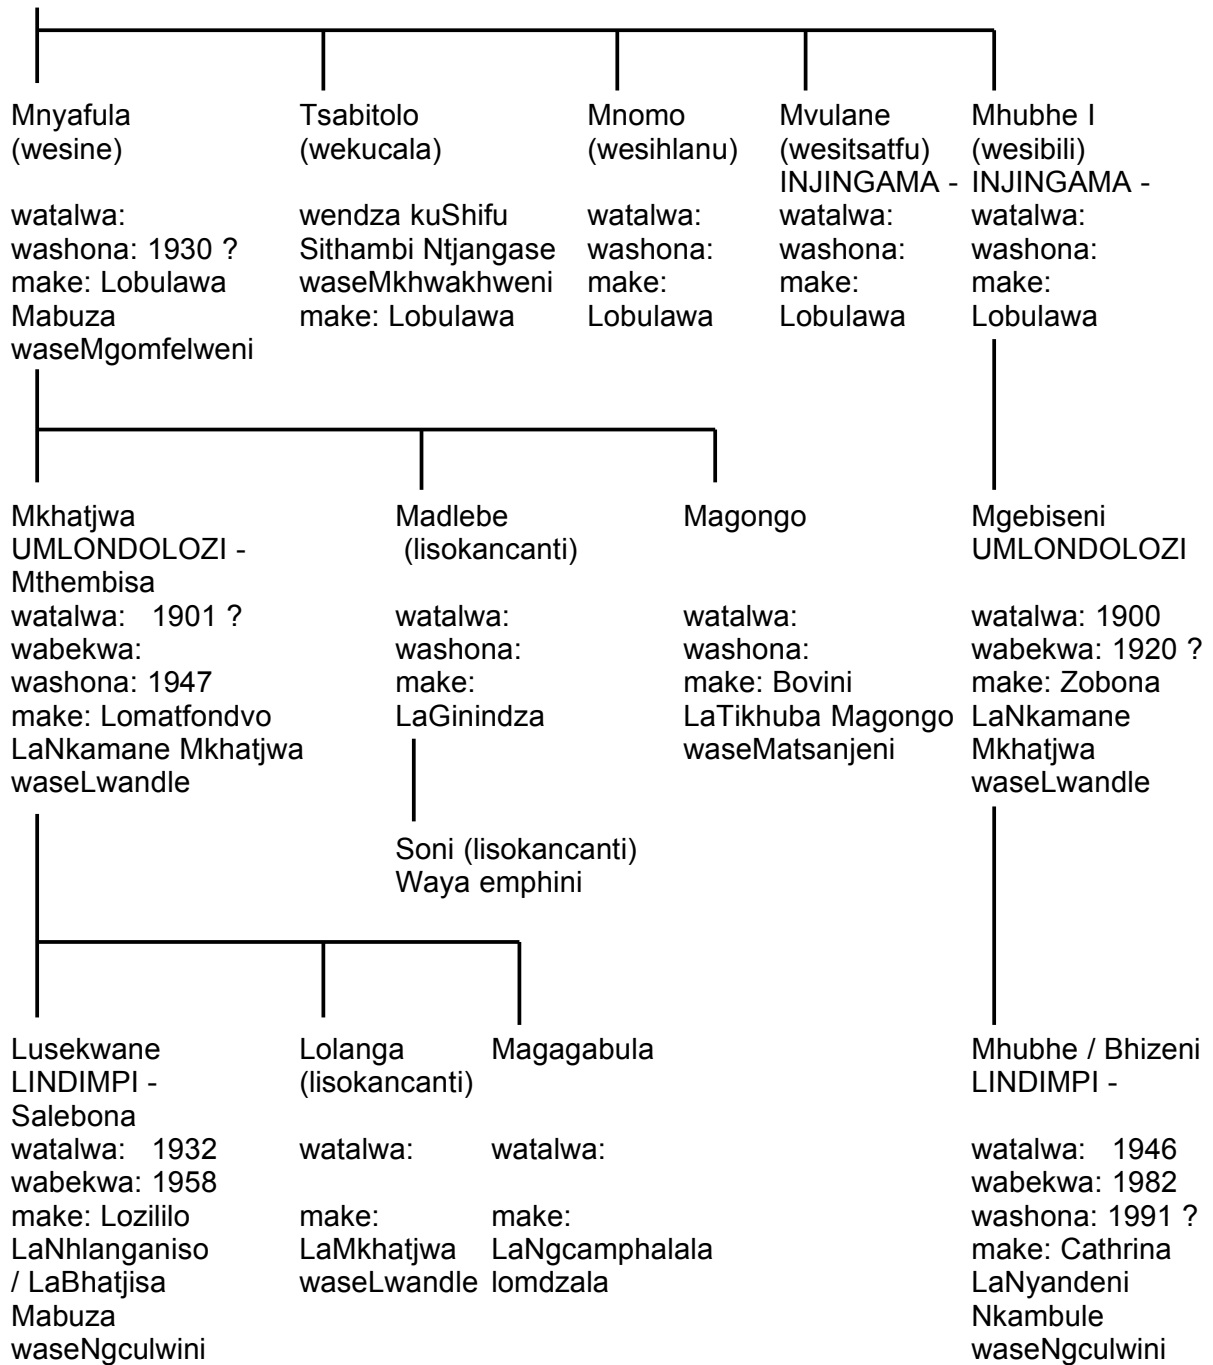 Mnyafula
(wesine)
watalwa:
washona: 1930 ?
make: Lobulawa
Mabuza
waseMgomfelweni
Tsabitolo
(wekucala)
wendza kuShifu
Sithambi Ntjangase
waseMkhwakhweni
make: Lobulawa
Mnomo
(wesihlanu)
watalwa:
washona:
make:
Lobulawa
Mvulane
(wesitsatfu)
INJINGAMA -
watalwa:
washona:
make:
Lobulawa
Mhubhe I
(wesibili)
INJINGAMA -
watalwa:
washona:
make:
Lobulawa
Mkhatjwa
UMLONDOLOZI -
Mthembisa
watalwa: 1901 ?
wabekwa:
washona: 1947
make: Lomatfondvo
LaNkamane Mkhatjwa
waseLwandle
Madlebe
(lisokancanti)
watalwa:
washona:
make:
LaGinindza
Soni (lisokancanti)
Waya emphini
Magongo
watalwa:
washona:
make: Bovini
LaTikhuba Magongo
waseMatsanjeni
Mgebiseni
UMLONDOLOZI
watalwa: 1900
wabekwa: 1920 ?
make: Zobona
LaNkamane
Mkhatjwa
waseLwandle
Lusekwane
LINDIMPI -
Salebona
watalwa: 1932
wabekwa: 1958
make: Lozililo
LaNhlanganiso
/ LaBhatjisa
Mabuza
waseNgculwini
Lolanga
(lisokancanti)
watalwa:
make:
LaMkhatjwa
waseLwandle
Magagabula
watalwa:
make:
LaNgcamphalala
lomdzala
Mhubhe / Bhizeni
LINDIMPI -
watalwa: 1946
wabekwa: 1982
washona: 1991 ?
make: Cathrina
LaNyandeni
Nkambule
waseNgculwini